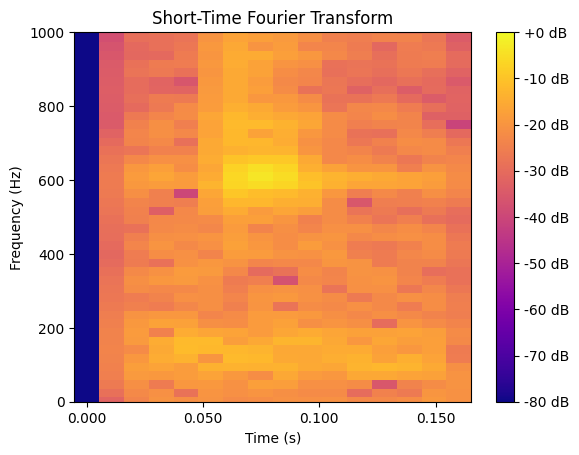 Short-Time Fourier Transform
1000
800
600
400
200
0
Frequency (Hz)
0.000
0.050
0.100
0.150
Time (s)
+0 dB
-10 dB
-20 dB
-30 dB
-40 dB
-50 dB
-60 dB
-70 dB
-80 dB